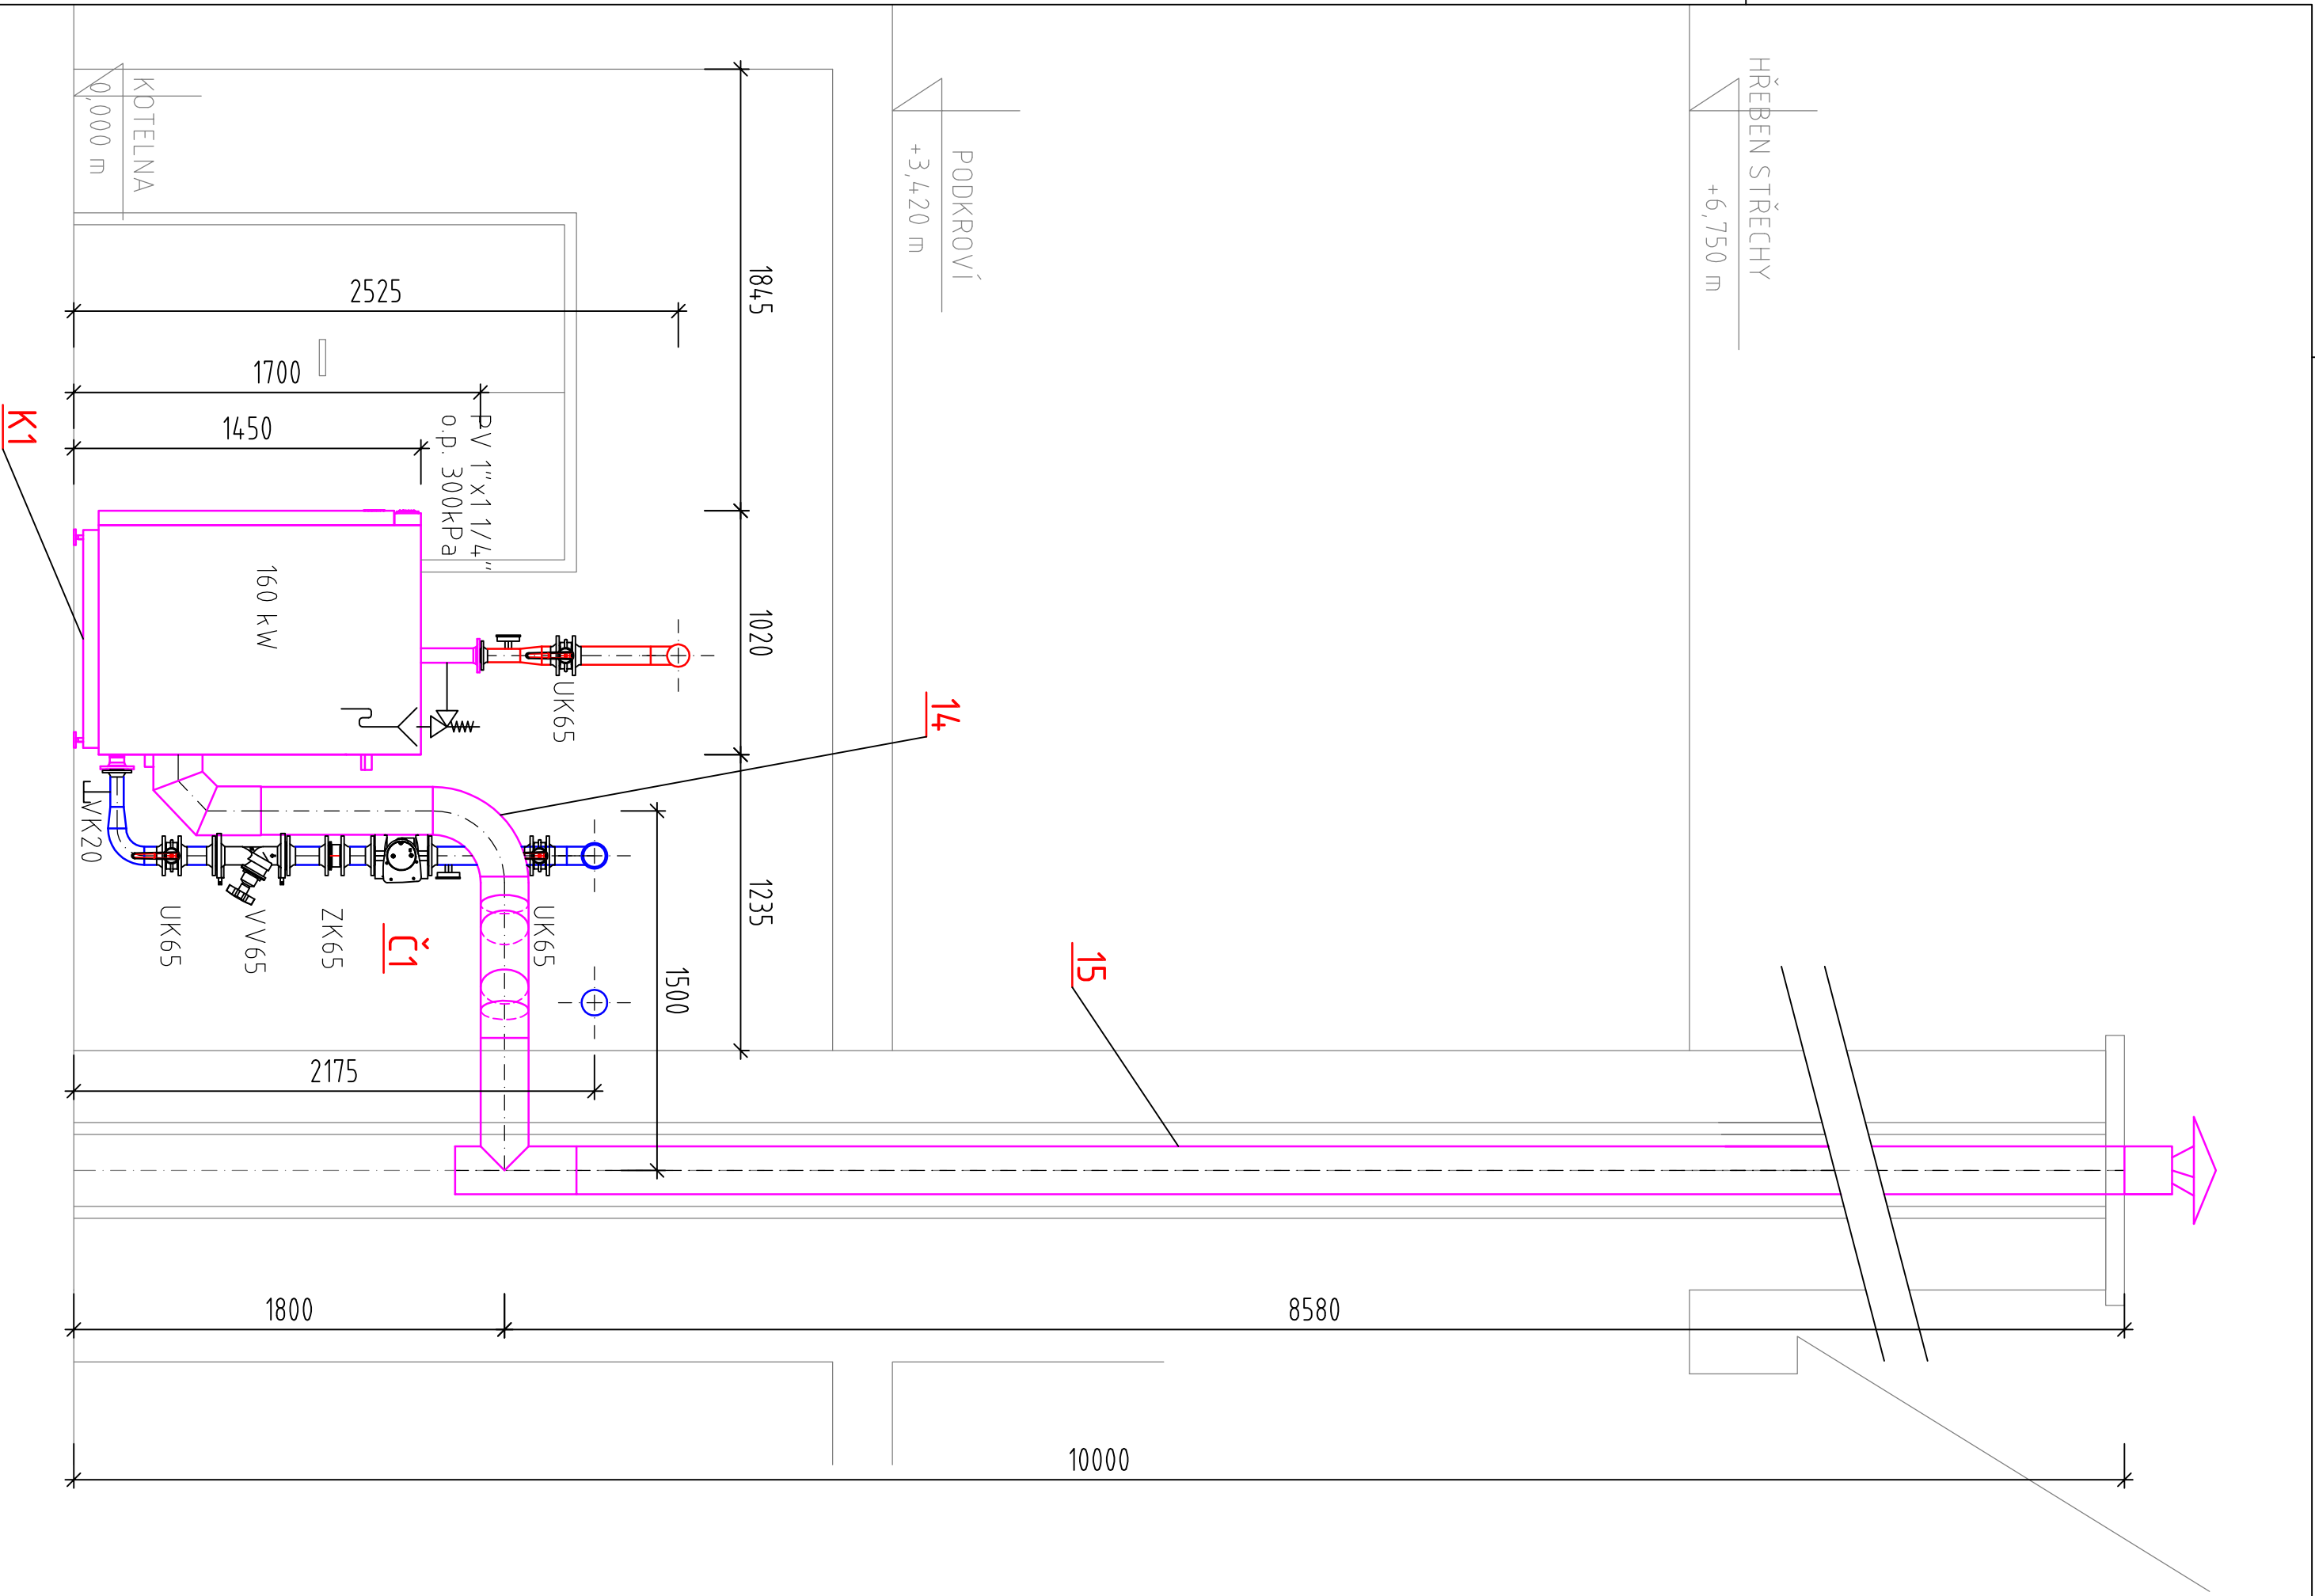 HŘEBEN STŘECHY
+6,750 m
PODKROVÍ
+3,420 m
KOTELNA
0,000 m
1845
1020
1235
2525
1700
1450
PV 1"x1 1/4"
o.p. 300kPa
160 kW
K1
UK65
14
VK20
UK65
VV65
ZK65
Č1
UK65
1500
15
2175
1800
8580
10000